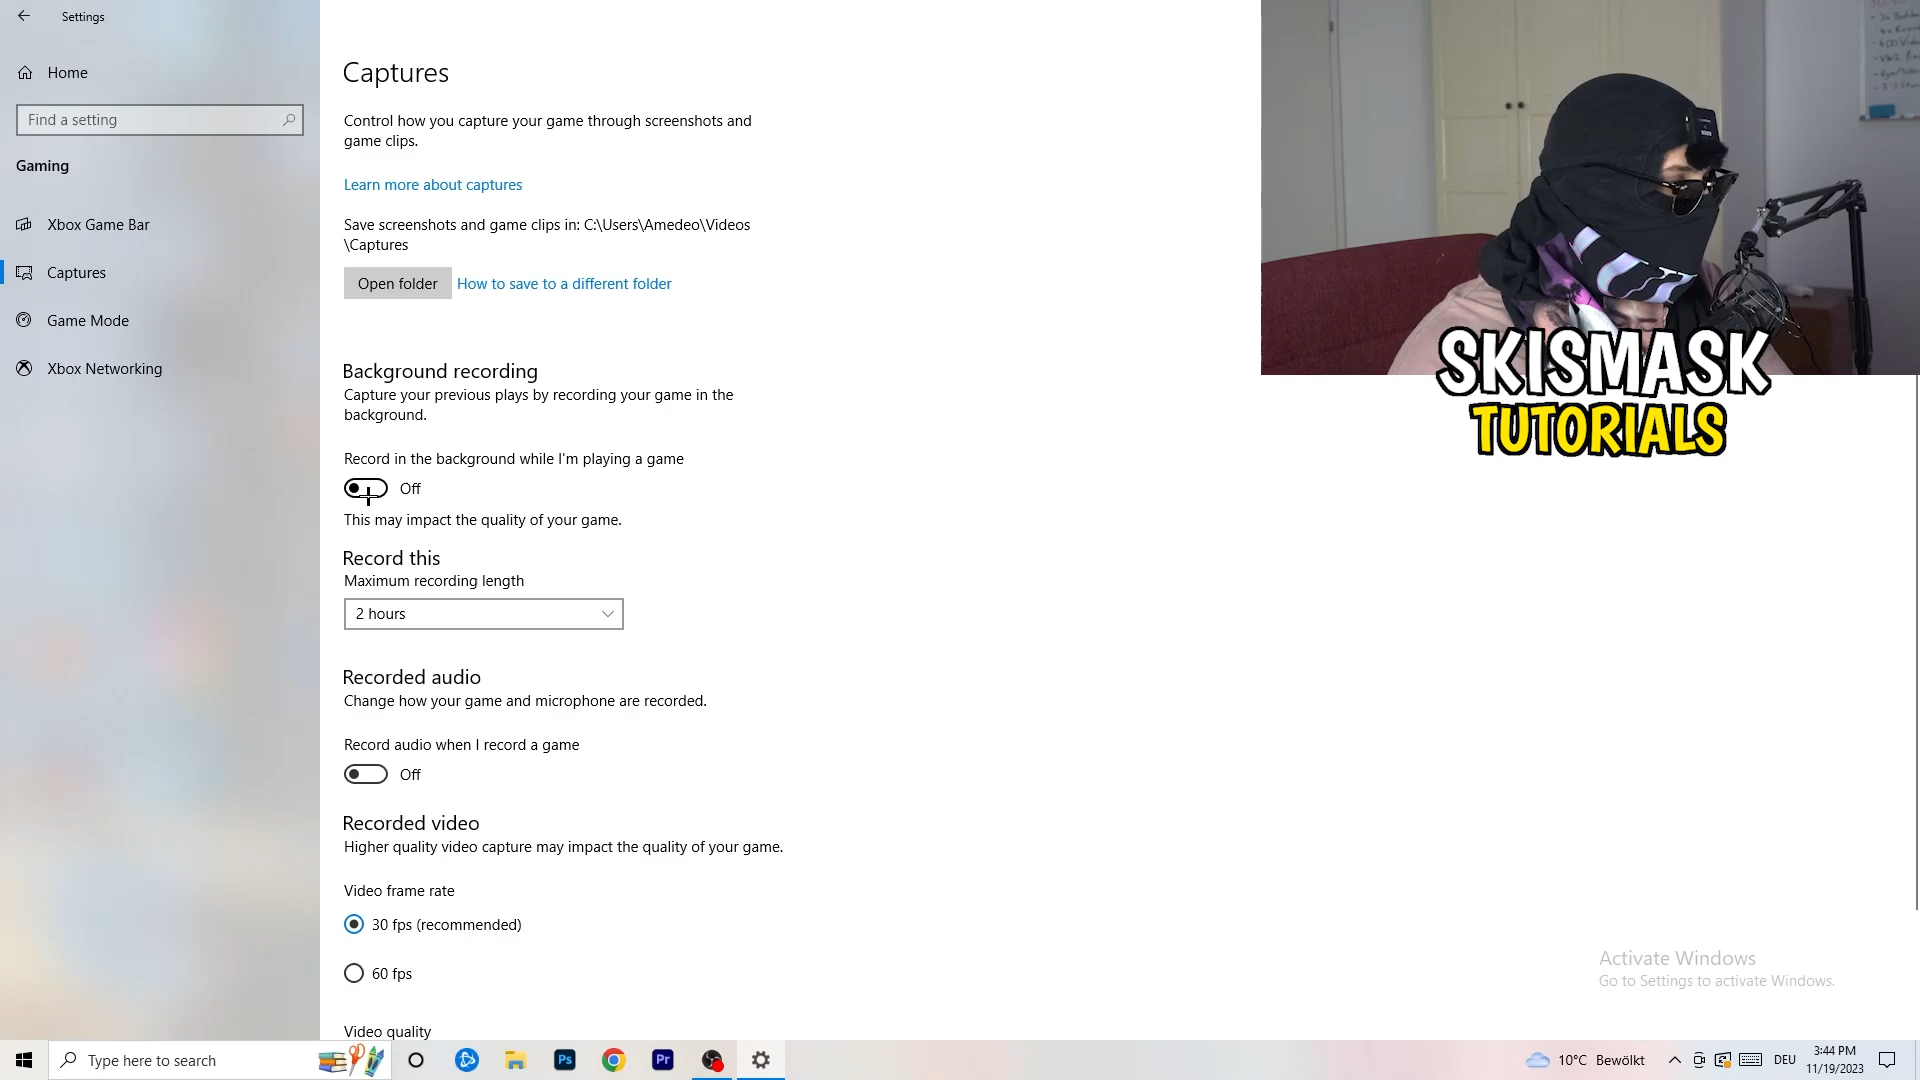 Settings
Home
Find a setting
Gaming
Xbox Game Bar
Captures
Game Mode
Xbox Networking
Captures
Control how you capture your game through screenshots and
game clips.
Learn more about captures
Save screenshots and game clips in: C:\Users\Amedeo\Videos
\Captures
Open folder
How to save to a different folder
Background recording
Capture your previous plays by recording your game in the
background.
Record in the background while I'm playing a game
Off
This may impact the quality of your game.
Record this
Maximum recording length
2 hours
Recorded audio
Change how your game and microphone are recorded.
Record audio when I record a game
Off
Recorded video
Higher quality video capture may impact the quality of your game.
Video frame rate
30 fps (recommended)
60 fps
Video quality
SKISMASK
TUTORIALS
Activate Windows
Go to Settings to activate Windows.
Type here to search
Ps
Pr
10°C Bewölkt
DEU
3:44 PM
11/19/2023